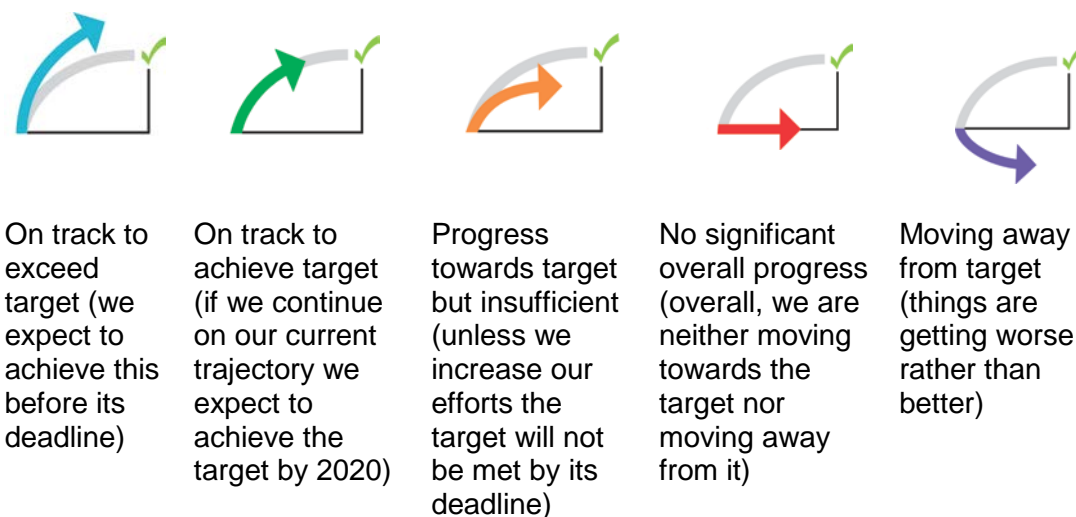 On track to
exceed
target (we
expect to
achieve this
before its
deadline)
On track to
achieve target
(if we continue
on our current
trajectory we
expect to
achieve the
target by 2020)
Progress
towards target
but insufficient
(unless we
increase our
efforts the
target will not
be met by its
deadline)
No significant
overall progress
(overall, we are
neither moving
towards the
target nor
moving away
from it)
Moving away
from target
(things are
getting worse
rather than
better)